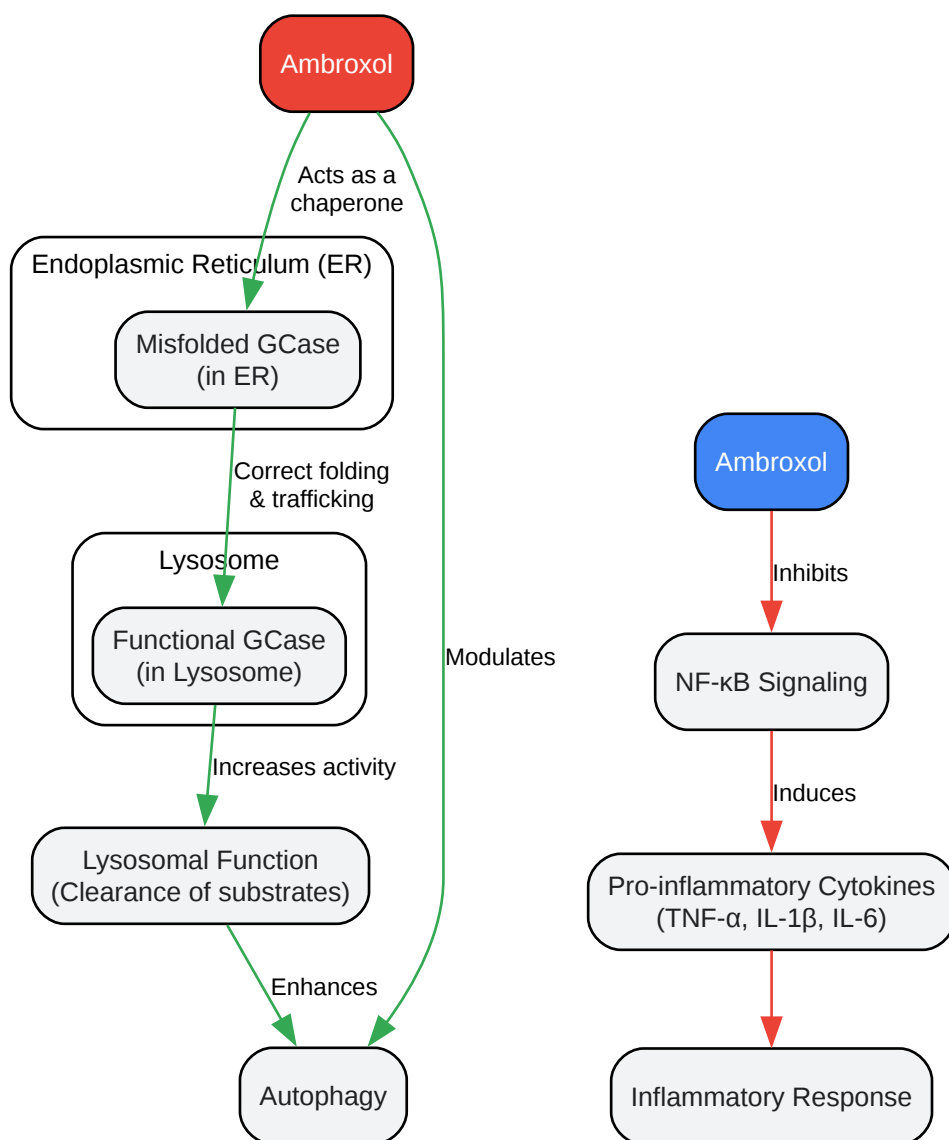 Ambroxol
Acts as a
chaperone
Endoplasmic Reticulum (ER)
Misfolded GCase
(in ER)
Correct folding
& trafficking
Lysosome
Functional GCase
(in Lysosome)
Modulates
Increases activity
Lysosomal Function
(Clearance of substrates)
Enhances
Autophagy
Ambroxol
Inhibits
NF-κB Signaling
Induces
Pro-inflammatory Cytokines
(TNF-α, IL-1β, IL-6)
Inflammatory Response